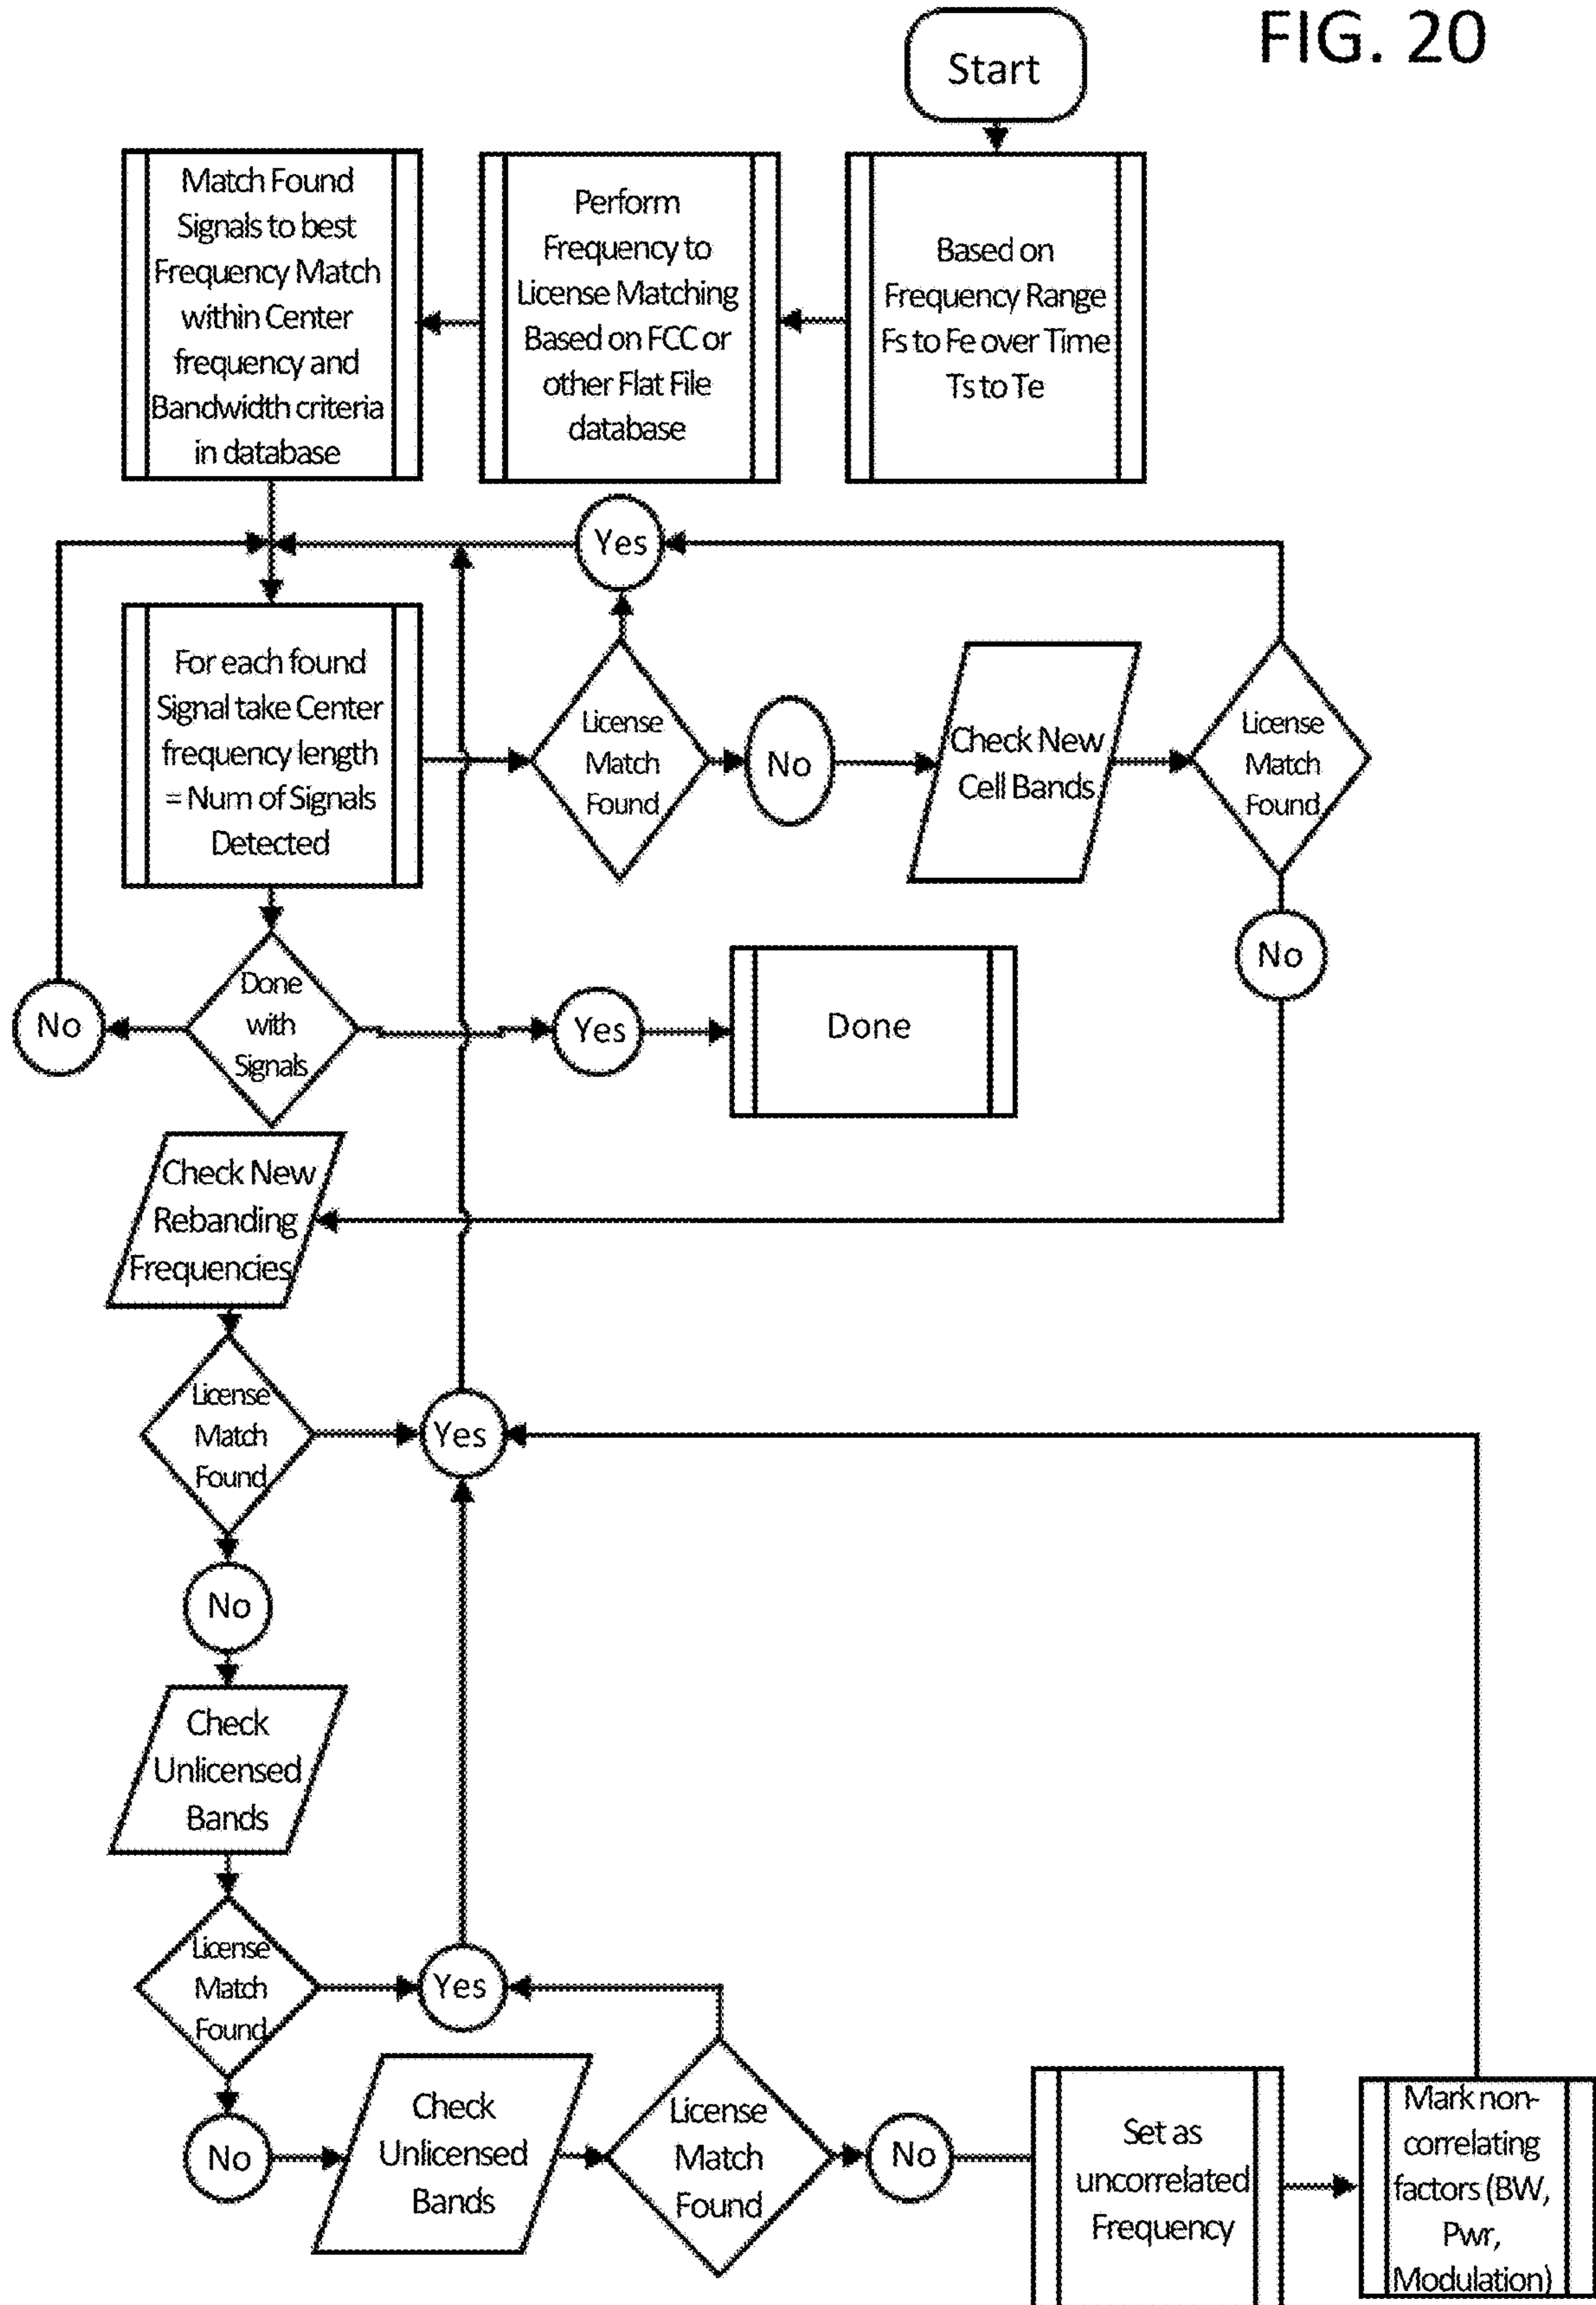 FIG. 20
Start
Based on
Frequency Range
Fs to Fe over Time
Ts to Te
Perform
Frequency to
License Matching
Based on FCC or
other Flat File
database
Match Found
Signals to best
Frequency Match
within Center
frequency and
Bandwidth criteria
in database
Yes
For each found
Signal take Center
frequency length
= Num of Signals
Detected
License
Match
Found
No
Check New
Cell Bands
License
Match
Found
No
Done
with
Signals
No
Yes
Done
Check New
Rebanding
Frequencies
License
Match
Found
Yes
No
Check
Unlicensed
Bands
License
Match
Found
Yes
No
Check
Unlicensed
Bands
License
Match
Found
No
Set as
uncorrelated
Frequency
Mark non-
correlating
factors (BW,
Pwr,
Modulation)